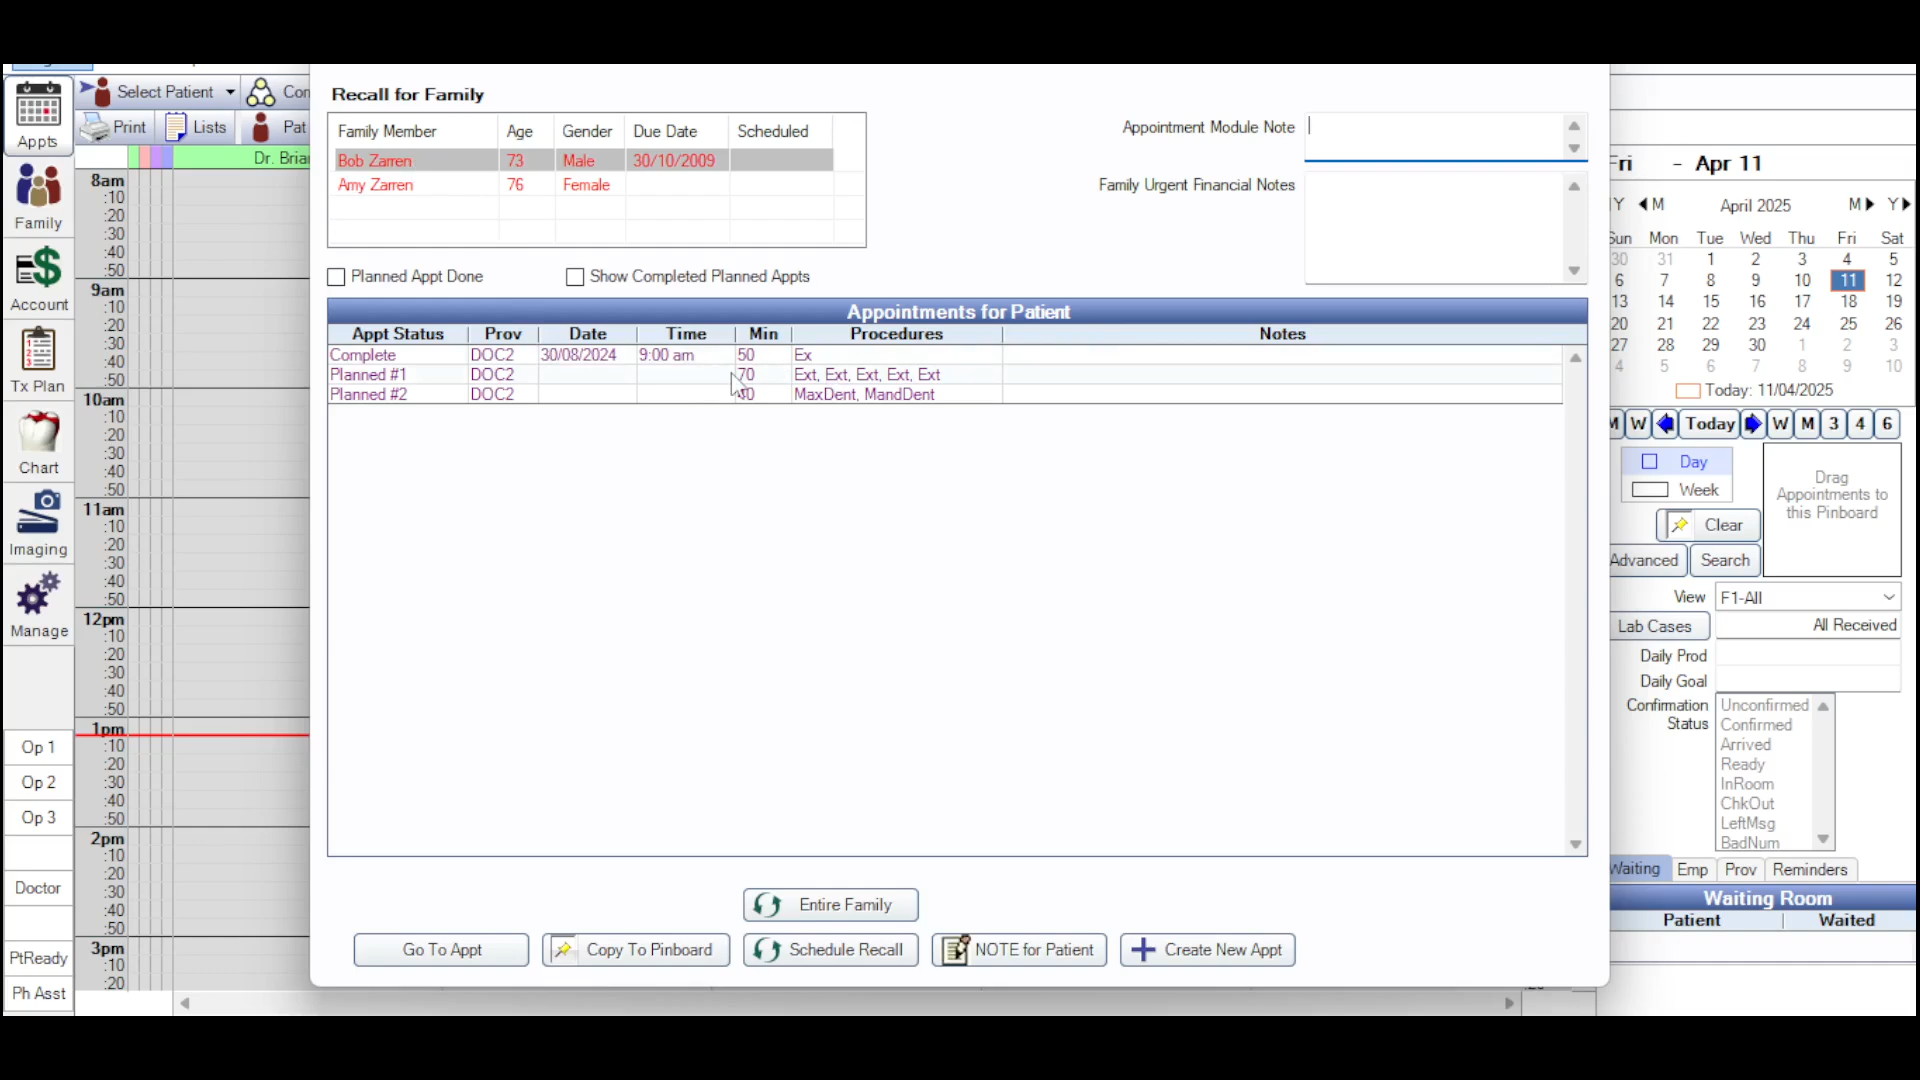 Select Patient
Print
Lists
Pat
Dr. Bria
Appts
Family
Account
Tx Plan
Chart
Imaging
Manage
Op 1
Op 2
Op 3
Doctor
PtReady
Ph Asst
8am
:10
:20
:30
:40
:50
9am
:10
:20
:30
:40
:50
10am
:10
:20
:30
:40
:50
11am
:10
:20
:30
:40
:50
12pm
:10
:20
:30
:40
:50
1pm
:10
:20
:30
:40
:50
2pm
:10
:20
:30
:40
:50
3pm
:10
:20
Recall for Family
Family Member Age Gender Due Date Scheduled
Bob Zarren 73 Male 30/10/2009
Amy Zarren 76 Female
Appointment Module Note
Family Urgent Financial Notes
Planned Appt Done
Show Completed Planned Appts
Appointments for Patient
Appt Status Prov Date Time Min Procedures Notes
Complete DOC2 30/08/2024 9:00 am 50 Ex
Planned #1 DOC2 70 Ext, Ext, Ext, Ext, Ext
Planned #2 DOC2 MaxDent, MandDent
Entire Family
Go To Appt
Copy To Pinboard
Schedule Recall
NOTE for Patient
Create New Appt
Fri - Apr 11
Y M April 2025 M Y
Sun Mon Tue Wed Thu Fri Sat
30 31 1 2 3 4 5
6 7 8 9 10 11 12
13 14 15 16 17 18 19
20 21 22 23 24 25 26
27 28 29 30 1 2 3
4 5 6 7 8 9 10
Today: 11/04/2025
M W Today W M 3 4 6
Day
Week
Drag
Appointments to
this Pinboard
Clear
Advanced
Search
View F1-All
Lab Cases All Received
Daily Prod
Daily Goal
Confirmation
Status
Unconfirmed
Confirmed
Arrived
Ready
InRoom
ChkOut
LeftMsg
BadNum
Waiting Emp Prov Reminders
Waiting Room
Patient Waited